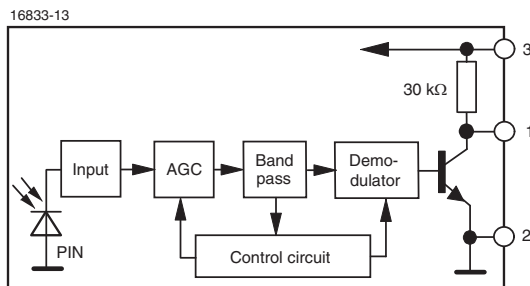 16833-13
3
30 kΩ
1
Input
AGC
Band
pass
Demo-
dulator
PIN
Control circuit
2